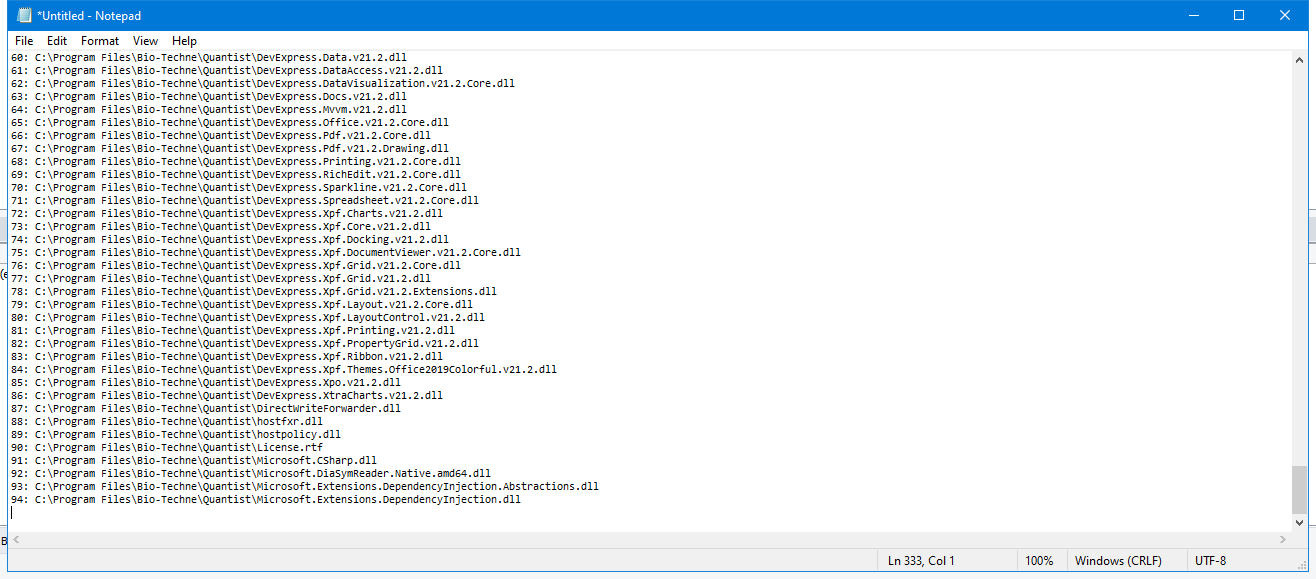 *Untitled - Notepad
File Edit Format View Help
60: C:\Program Files\Bio-Techne\Quantist\DevExpress.Data.v21.2.dll
61: C:\Program Files\Bio-Techne\Quantist\DevExpress.DataAccess.v21.2.dll
62: C:\Program Files\Bio-Techne\Quantist\DevExpress.DataVisualization.v21.2.Core.dll
63: C:\Program Files\Bio-Techne\Quantist\DevExpress.Docs.v21.2.dll
64: C:\Program Files\Bio-Techne\Quantist\DevExpress.Mvvm.v21.2.dll
65: C:\Program Files\Bio-Techne\Quantist\DevExpress.Office.v21.2.Core.dll
66: C:\Program Files\Bio-Techne\Quantist\DevExpress.Pdf.v21.2.Core.dll
67: C:\Program Files\Bio-Techne\Quantist\DevExpress.Pdf.v21.2.Drawing.dll
68: C:\Program Files\Bio-Techne\Quantist\DevExpress.Printing.v21.2.Core.dll
69: C:\Program Files\Bio-Techne\Quantist\DevExpress.RichEdit.v21.2.Core.dll
70: C:\Program Files\Bio-Techne\Quantist\DevExpress.Sparkline.v21.2.Core.dll
71: C:\Program Files\Bio-Techne\Quantist\DevExpress.Spreadsheet.v21.2.Core.dll
72: C:\Program Files\Bio-Techne\Quantist\DevExpress.Xpf.Charts.v21.2.dll
73: C:\Program Files\Bio-Techne\Quantist\DevExpress.Xpf.Core.v21.2.dll
74: C:\Program Files\Bio-Techne\Quantist\DevExpress.Xpf.Docking.v21.2.dll
75: C:\Program Files\Bio-Techne\Quantist\DevExpress.Xpf.DocumentViewer.v21.2.Core.dll
76: C:\Program Files\Bio-Techne\Quantist\DevExpress.Xpf.Grid.v21.2.Core.dll
77: C:\Program Files\Bio-Techne\Quantist\DevExpress.Xpf.Grid.v21.2.dll
78: C:\Program Files\Bio-Techne\Quantist\DevExpress.Xpf.Grid.v21.2.Extensions.dll
79: C:\Program Files\Bio-Techne\Quantist\DevExpress.Xpf.Layout.v21.2.Core.dll
80: C:\Program Files\Bio-Techne\Quantist\DevExpress.Xpf.LayoutControl.v21.2.dll
81: C:\Program Files\Bio-Techne\Quantist\DevExpress.Xpf.Printing.v21.2.dll
82: C:\Program Files\Bio-Techne\Quantist\DevExpress.Xpf.PropertyGrid.v21.2.dll
83: C:\Program Files\Bio-Techne\Quantist\DevExpress.Xpf.Ribbon.v21.2.dll
84: C:\Program Files\Bio-Techne\Quantist\DevExpress.Xpf.Themes.Office2019Colorful.v21.2.dll
85: C:\Program Files\Bio-Techne\Quantist\DevExpress.Xpo.v21.2.dll
86: C:\Program Files\Bio-Techne\Quantist\DevExpress.XtraCharts.v21.2.dll
87: C:\Program Files\Bio-Techne\Quantist\DirectWriteForwarder.dll
88: C:\Program Files\Bio-Techne\Quantist\hostfxr.dll
89: C:\Program Files\Bio-Techne\Quantist\hostpolicy.dll
90: C:\Program Files\Bio-Techne\Quantist\License.rtf
91: C:\Program Files\Bio-Techne\Quantist\Microsoft.CSharp.dll
92: C:\Program Files\Bio-Techne\Quantist\Microsoft.DiaSymReader.Native.amd64.dll
93: C:\Program Files\Bio-Techne\Quantist\Microsoft.Extensions.DependencyInjection.Abstractions.dll
94: C:\Program Files\Bio-Techne\Quantist\Microsoft.Extensions.DependencyInjection.dll
Ln 333, Col 1 100% Windows (CRLF) UTF-8